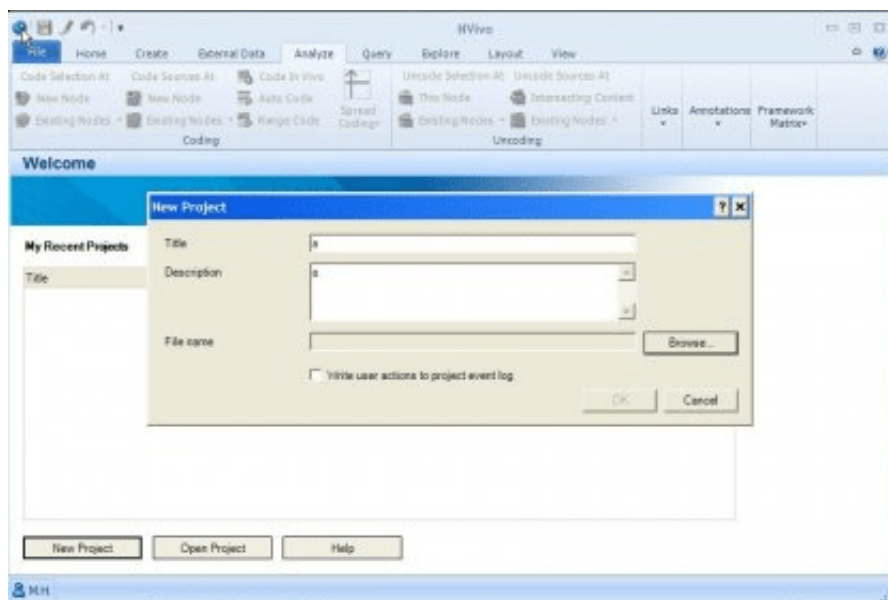 NVivo
File Home Create External Data Analyze Query Explore Layout View
Code Selection At Code Sources At Code In Vivo Uncode Selection At Uncode Sources At
New Node New Node Auto Code Spread Coding This Node Intersecting Content Links Annotations Framework Matrix
Existing Nodes Existing Nodes Range Code Existing Nodes Existing Nodes
Coding Uncoding
Welcome
New Project
My Recent Projects
Title
Title a
Description a
File name Browse...
Write user actions to project event log
OK Cancel
New Project Open Project Help
M.H.